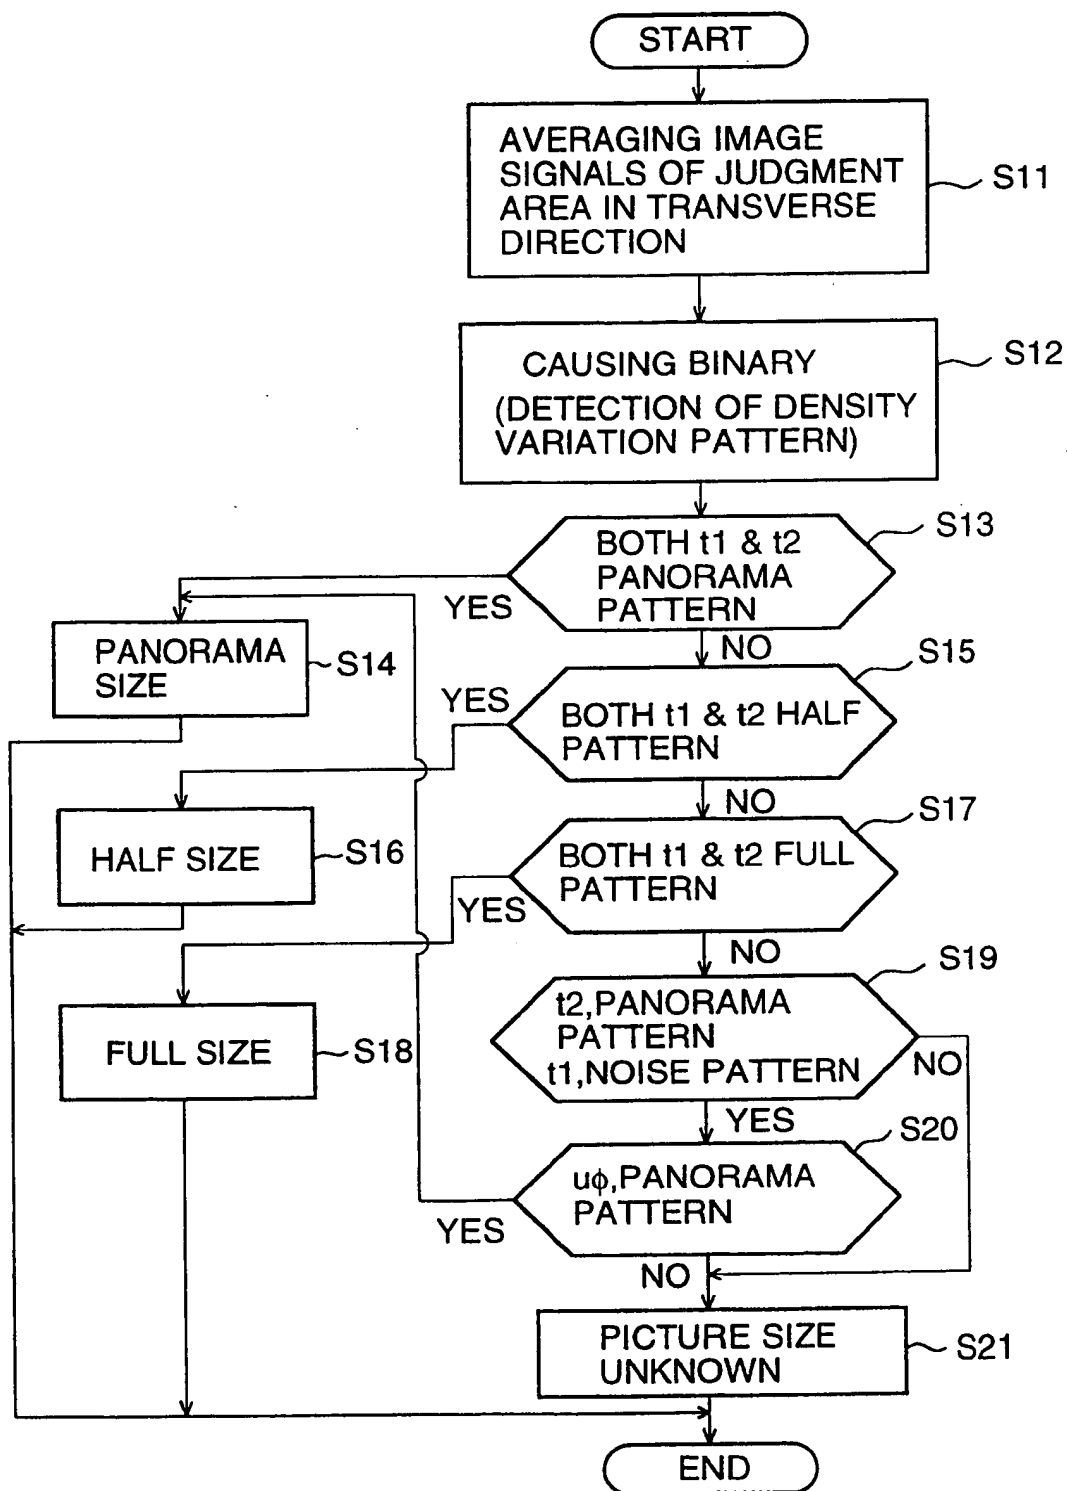 START
AVERAGING IMAGE
SIGNALS OF JUDGMENT
AREA IN TRANSVERSE
DIRECTION
S11
CAUSING BINARY
(DETECTION OF DENSITY
VARIATION PATTERN)
S12
BOTH t1 & t2
PANORAMA
PATTERN
S13
YES
NO
PANORAMA
SIZE
S14
BOTH t1 & t2 HALF
PATTERN
S15
YES
NO
HALF SIZE
S16
BOTH t1 & t2 FULL
PATTERN
S17
YES
NO
FULL SIZE
S18
t2,PANORAMA
PATTERN
t1,NOISE PATTERN
S19
NO
YES
uφ,PANORAMA
PATTERN
S20
YES
NO
PICTURE SIZE
UNKNOWN
S21
END